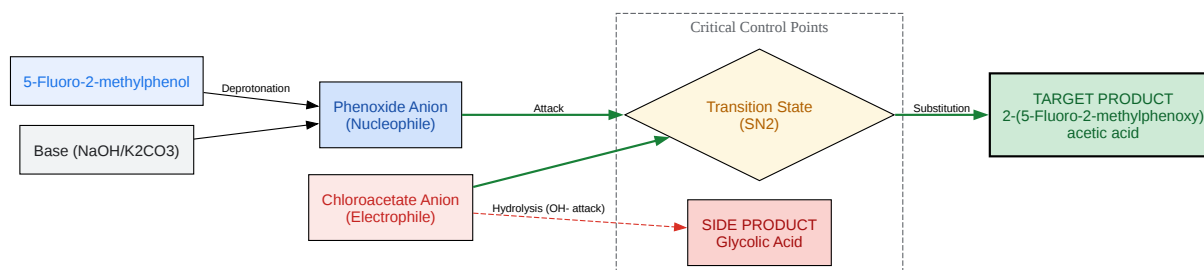 Critical Control Points
5-Fluoro-2-methylphenol
Deprotonation
Base (NaOH/K2CO3)
Phenoxide Anion
(Nucleophile)
Attack
Transition State
(SN2)
Substitution
TARGET PRODUCT
2-(5-Fluoro-2-methylphenoxy)
acetic acid
Chloroacetate Anion
(Electrophile)
Hydrolysis (OH- attack)
SIDE PRODUCT
Glycolic Acid